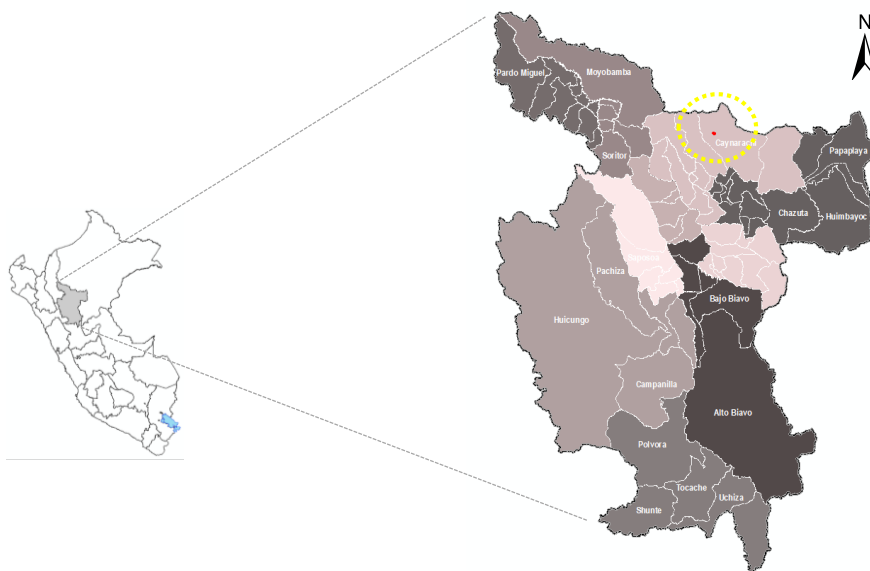 N
Pardo Miguel
Moyobamba
Caynarachi
Papaplaya
Soritor
Chazuta
Huimbayoc
Saposoa
Pachiza
Bajo Biavo
Huicungo
Campanilla
Alto Biavo
Polvora
Tocache
Uchiza
Shunte